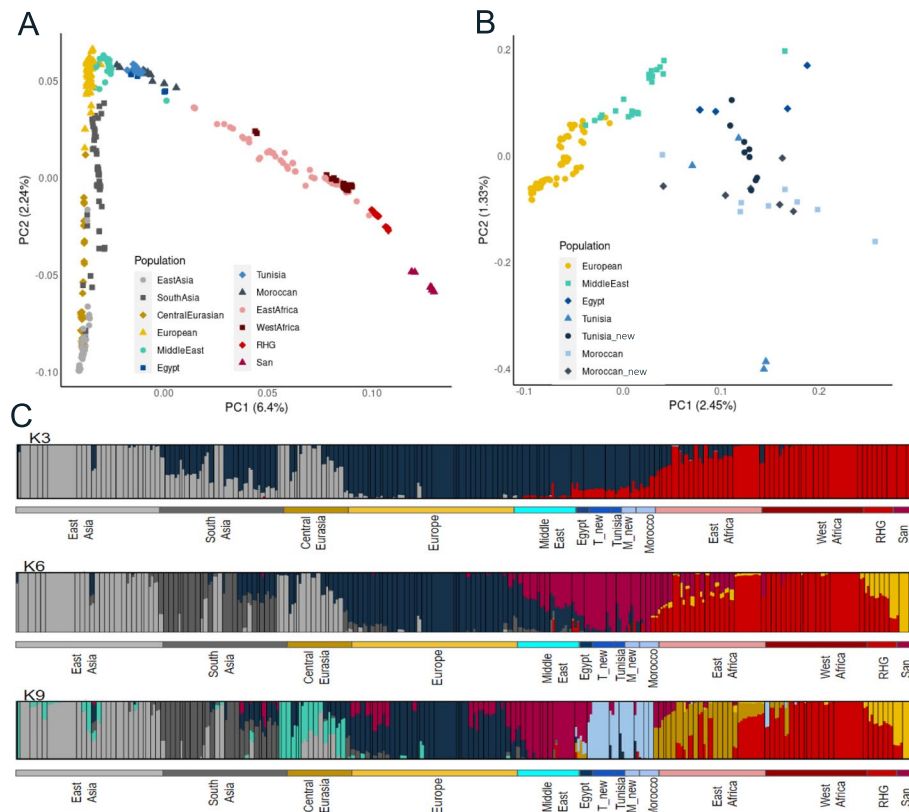 A
B
0.05
0.00
-0.05
-0.10
PC2 (2.24%)
0.00
0.05
0.10
PC1 (6.4%)
Population
EastAsia
SouthAsia
CentralEurasian
European
MiddleEast
Egypt
Tunisia
Moroccan
EastAfrica
WestAfrica
RHG
San
0.2
0.0
-0.2
-0.4
PC2 (1.33%)
-0.1
0.0
0.1
0.2
PC1 (2.45%)
Population
European
MiddleEast
Egypt
Tunisia
Tunisia_new
Moroccan
Moroccan_new
C
K3
East
Asia
South
Asia
Central
Eurasia
Europe
Middle
East
Egypt
T_new
Tunisia
M_new
Morocco
East
Africa
West
Africa
RHG
San
K6
East
Asia
South
Asia
Central
Eurasia
Europe
Middle
East
Egypt
T_new
Tunisia
M_new
Morocco
East
Africa
West
Africa
RHG
San
K9
East
Asia
South
Asia
Central
Eurasia
Europe
Middle
East
Egypt
T_new
Tunisia
M_new
Morocco
East
Africa
West
Africa
RHG
San